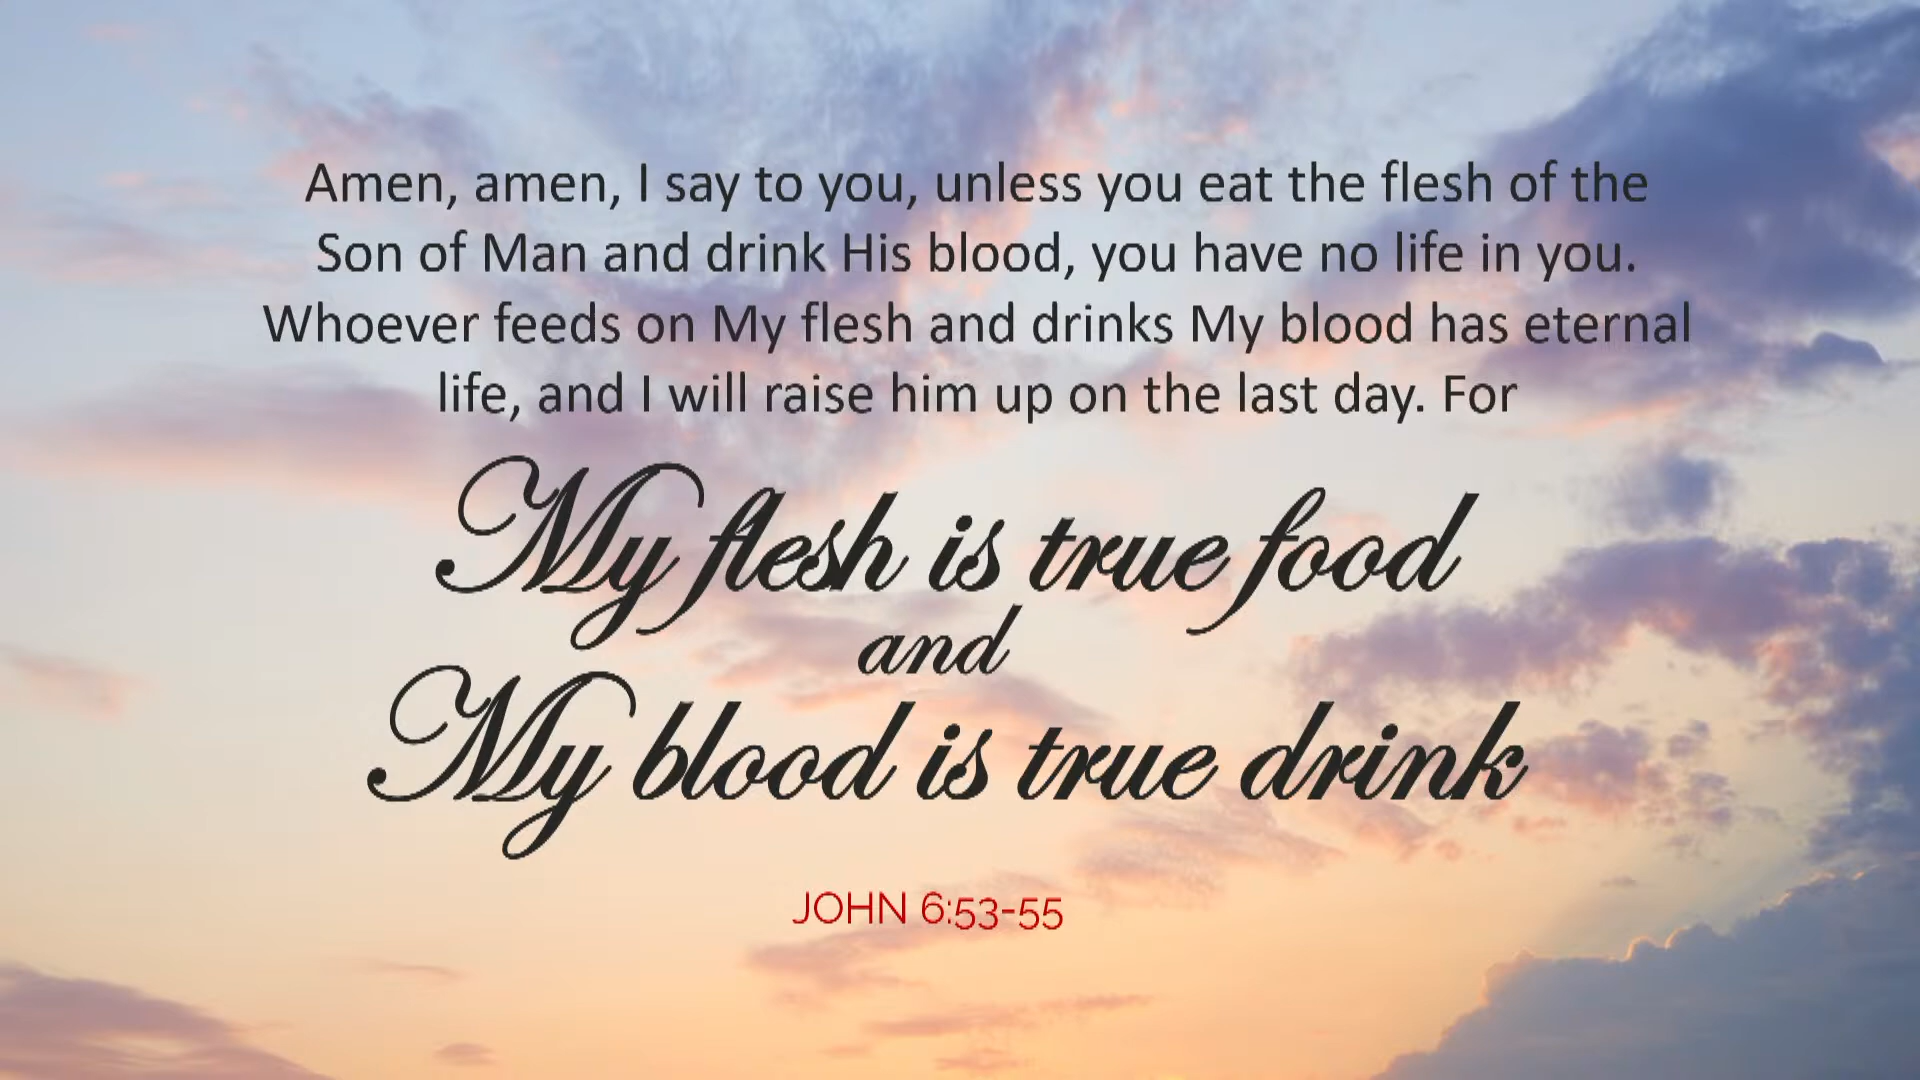 Amen, amen, I say to you, unless you eat the flesh of the
Son of Man and drink His blood, you have no life in you.
Whoever feeds on My flesh and drinks My blood has eternal
life, and I will raise him up on the last day. For
My flesh is true food
and
My blood is true drink
JOHN 6:53-55